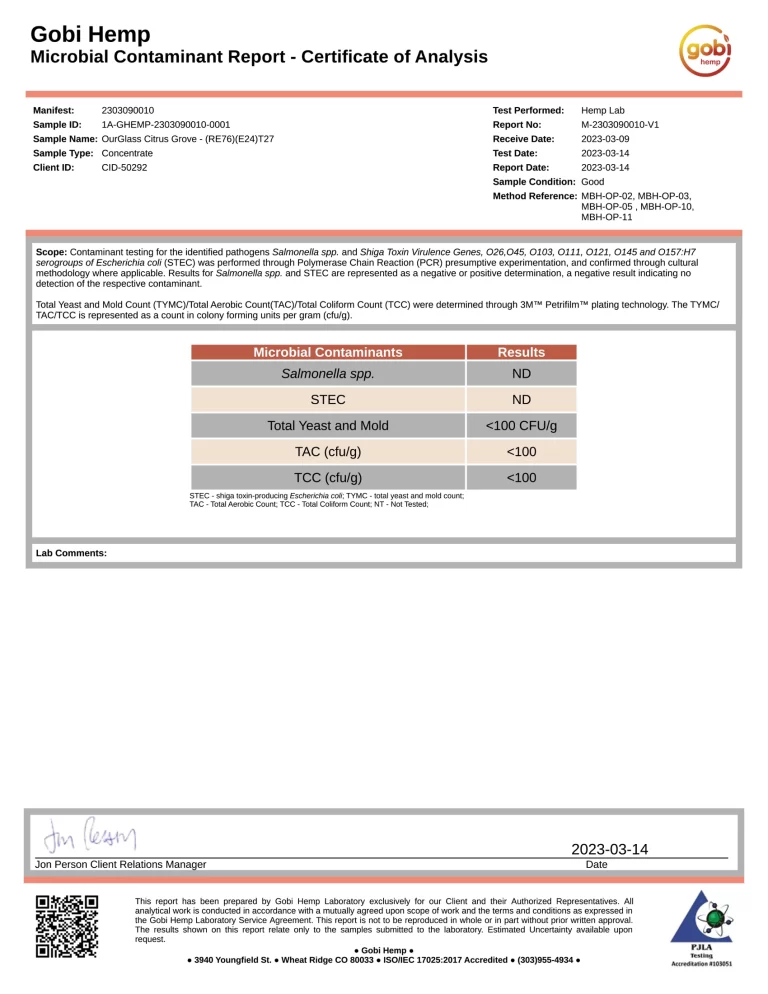 Gobi Hemp
Microbial Contaminant Report - Certificate of Analysis
gobi
hemp
Manifest: 2303090010
Sample ID: 1A-GHEMP-2303090010-0001
Sample Name: OurGlass Citrus Grove - (RE76)(E24)T27
Sample Type: Concentrate
Client ID: CID-50292
Test Performed: Hemp Lab
Report No: M-2303090010-V1
Receive Date: 2023-03-09
Test Date: 2023-03-14
Report Date: 2023-03-14
Sample Condition: Good
Method Reference: MBH-OP-02, MBH-OP-03,
MBH-OP-05 , MBH-OP-10,
MBH-OP-11
Scope: Contaminant testing for the identified pathogens Salmonella spp. and Shiga Toxin Virulence Genes, O26,O45, O103, O111, O121, O145 and O157:H7
serogroups of Escherichia coli (STEC) was performed through Polymerase Chain Reaction (PCR) presumptive experimentation, and confirmed through cultural
methodology where applicable. Results for Salmonella spp. and STEC are represented as a negative or positive determination, a negative result indicating no
detection of the respective contaminant.
Total Yeast and Mold Count (TYMC)/Total Aerobic Count(TAC)/Total Coliform Count (TCC) were determined through 3M™ Petrifilm™ plating technology. The TYMC/
TAC/TCC is represented as a count in colony forming units per gram (cfu/g).
Microbial Contaminants Results
Salmonella spp. ND
STEC ND
Total Yeast and Mold <100 CFU/g
TAC (cfu/g) <100
TCC (cfu/g) <100
STEC - shiga toxin-producing Escherichia coli; TYMC - total yeast and mold count;
TAC - Total Aerobic Count; TCC - Total Coliform Count; NT - Not Tested;
Lab Comments:
Jon Person
2023-03-14
Jon Person Client Relations Manager Date
This report has been prepared by Gobi Hemp Laboratory exclusively for our Client and their Authorized Representatives. All
analytical work is conducted in accordance with a mutually agreed upon scope of work and the terms and conditions as expressed in
the Gobi Hemp Laboratory Service Agreement. This report is not to be reproduced in whole or in part without prior written approval.
The results shown on this report relate only to the samples submitted to the laboratory. Estimated Uncertainty available upon
request.
● Gobi Hemp ●
● 3940 Youngfield St. ● Wheat Ridge CO 80033 ● ISO/IEC 17025:2017 Accredited ● (303)955-4934 ●
PJLA
Testing
Accreditation #103051